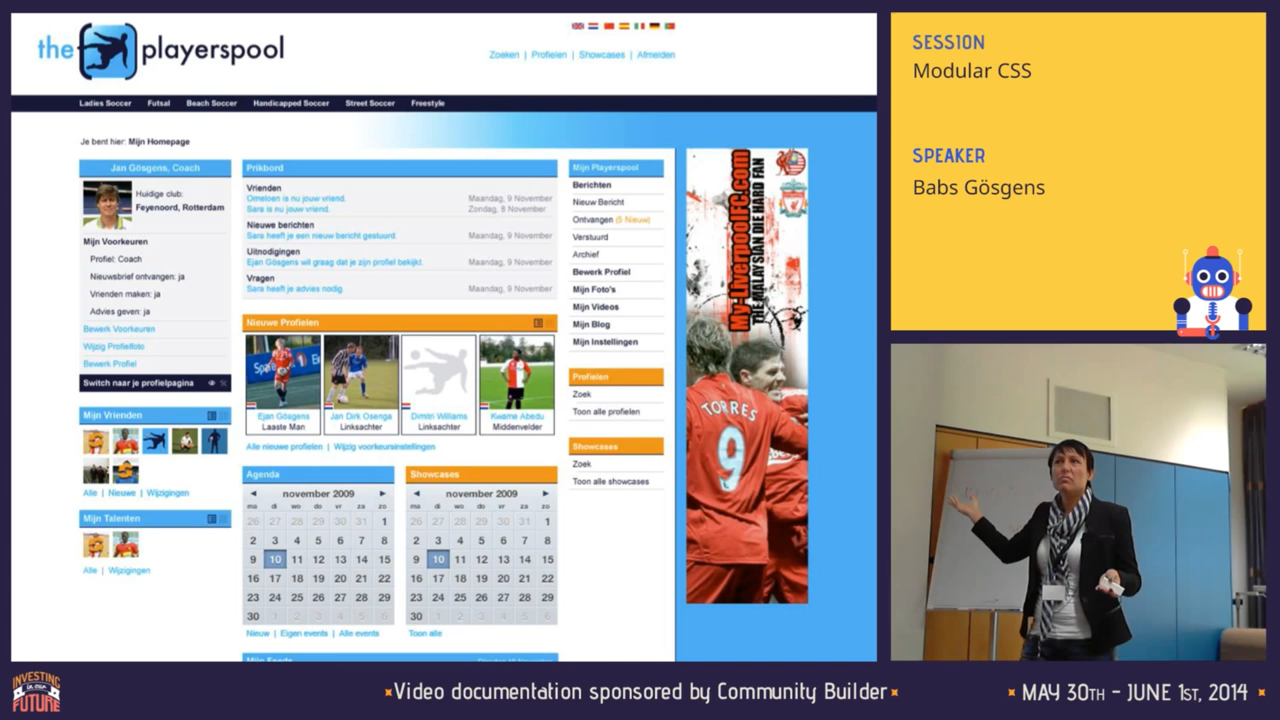 the playerspool
Zoeken | Profielen | Showcases | Afmelden
Ladies Soccer Futsal Beach Soccer Handicapped Soccer Street Soccer Freestyle
Je bent hier: Mijn Homepage
Jan Gösgens, Coach
Huidige club:
Feyenoord, Rotterdam
Mijn Voorkeuren
Profiel: Coach
Nieuwsbrief ontvangen: ja
Vrienden maken: ja
Advies geven: ja
Bewerk Voorkeuren
Wijzig Profielfoto
Bewerk Profiel
Switch naar je profielpagina
Mijn Vrienden
Alle | Nieuwe | Wijzigingen
Mijn Talenten
Alle | Wijzigingen
Prikbord
Vrienden
Omeloen is nu jouw vriend. Maandag, 9 November
Sara is nu jouw vriend. Zondag, 8 November
Nieuwe berichten
Sara heeft je een nieuw bericht gestuurd. Maandag, 9 November
Uitnodigingen
Ejan Gösgens wil graag dat je zijn profiel bekijkt. Maandag, 9 November
Vragen
Sara heeft je advies nodig. Maandag, 9 November
Nieuwe Profielen
Ejan Gösgens Jan Dirk Osenga Dimitri Williams Kwame Abedu
Laaste Man Linksachter Linksachter Middenvelder
Alle nieuwe profielen | Wijzig voorkeursinstellingen
Agenda
november 2009
ma di wo do vr za zo
26 27 28 29 30 31 1
2 3 4 5 6 7 8
9 10 11 12 13 14 15
16 17 18 19 20 21 22
23 24 25 26 27 28 29
30 1 2 3 4 5 6
Nieuw | Eigen events | Alle events
Showcases
november 2009
ma di wo do vr za zo
26 27 28 29 30 31 1
2 3 4 5 6 7 8
9 10 11 12 13 14 15
16 17 18 19 20 21 22
23 24 25 26 27 28 29
30 1 2 3 4 5 6
Toon alle
Mijn Playerspool
Berichten
Nieuw Bericht
Ontvangen (5 Nieuw)
Verstuurd
Archief
Bewerk Profiel
Mijn Foto's
Mijn Videos
Mijn Blog
Mijn Instellingen
Profielen
Zoek
Toon alle profielen
Showcases
Zoek
Toon alle showcases
My-LiverpoolFC.com
THE MALAYSIAN DIE HARD FAN
TORRES
9
SESSION
Modular CSS
SPEAKER
Babs Gösgens
INVESTING
IN OUR
FUTURE
Video documentation sponsored by Community Builder
MAY 30TH - JUNE 1ST, 2014